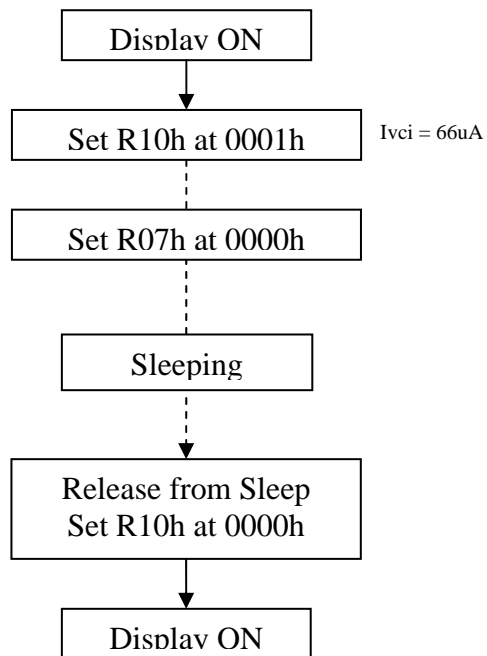 Display ON
Set R10h at 0001h
Ivci = 66uA
Set R07h at 0000h
Sleeping
Release from Sleep
Set R10h at 0000h
Display ON